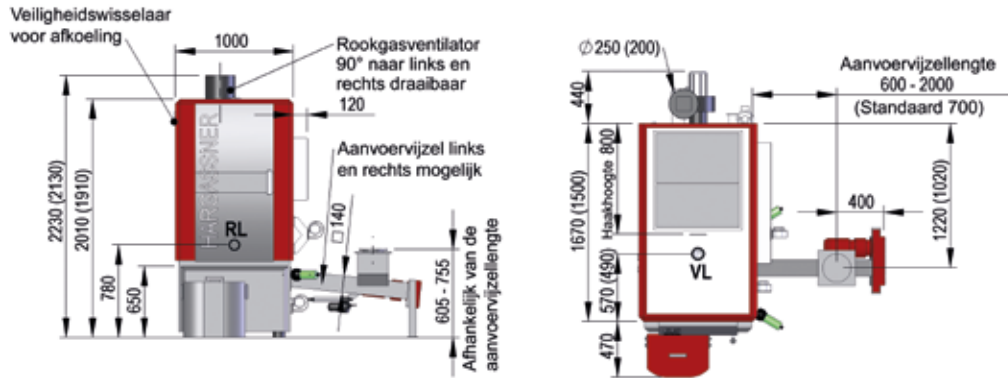 Veiligheidswisselaar
voor afkoeling
1000
Rookgasventilator
90° naar links en
rechts draaibaar
120
Aanvoervijzel links
en rechts mogelijk
HARGASSNER
RL
2230 (2130)
2010 (1910)
780
650
□140
605 - 755
Afhankelijk van de
aanvoervijzellengte
∅ 250 (200)
Aanvoervijzellengte
600 - 2000
(Standaard 700)
440
1670 (1500)
Haakhoogte 800
1220 (1020)
400
VL
570 (490)
470